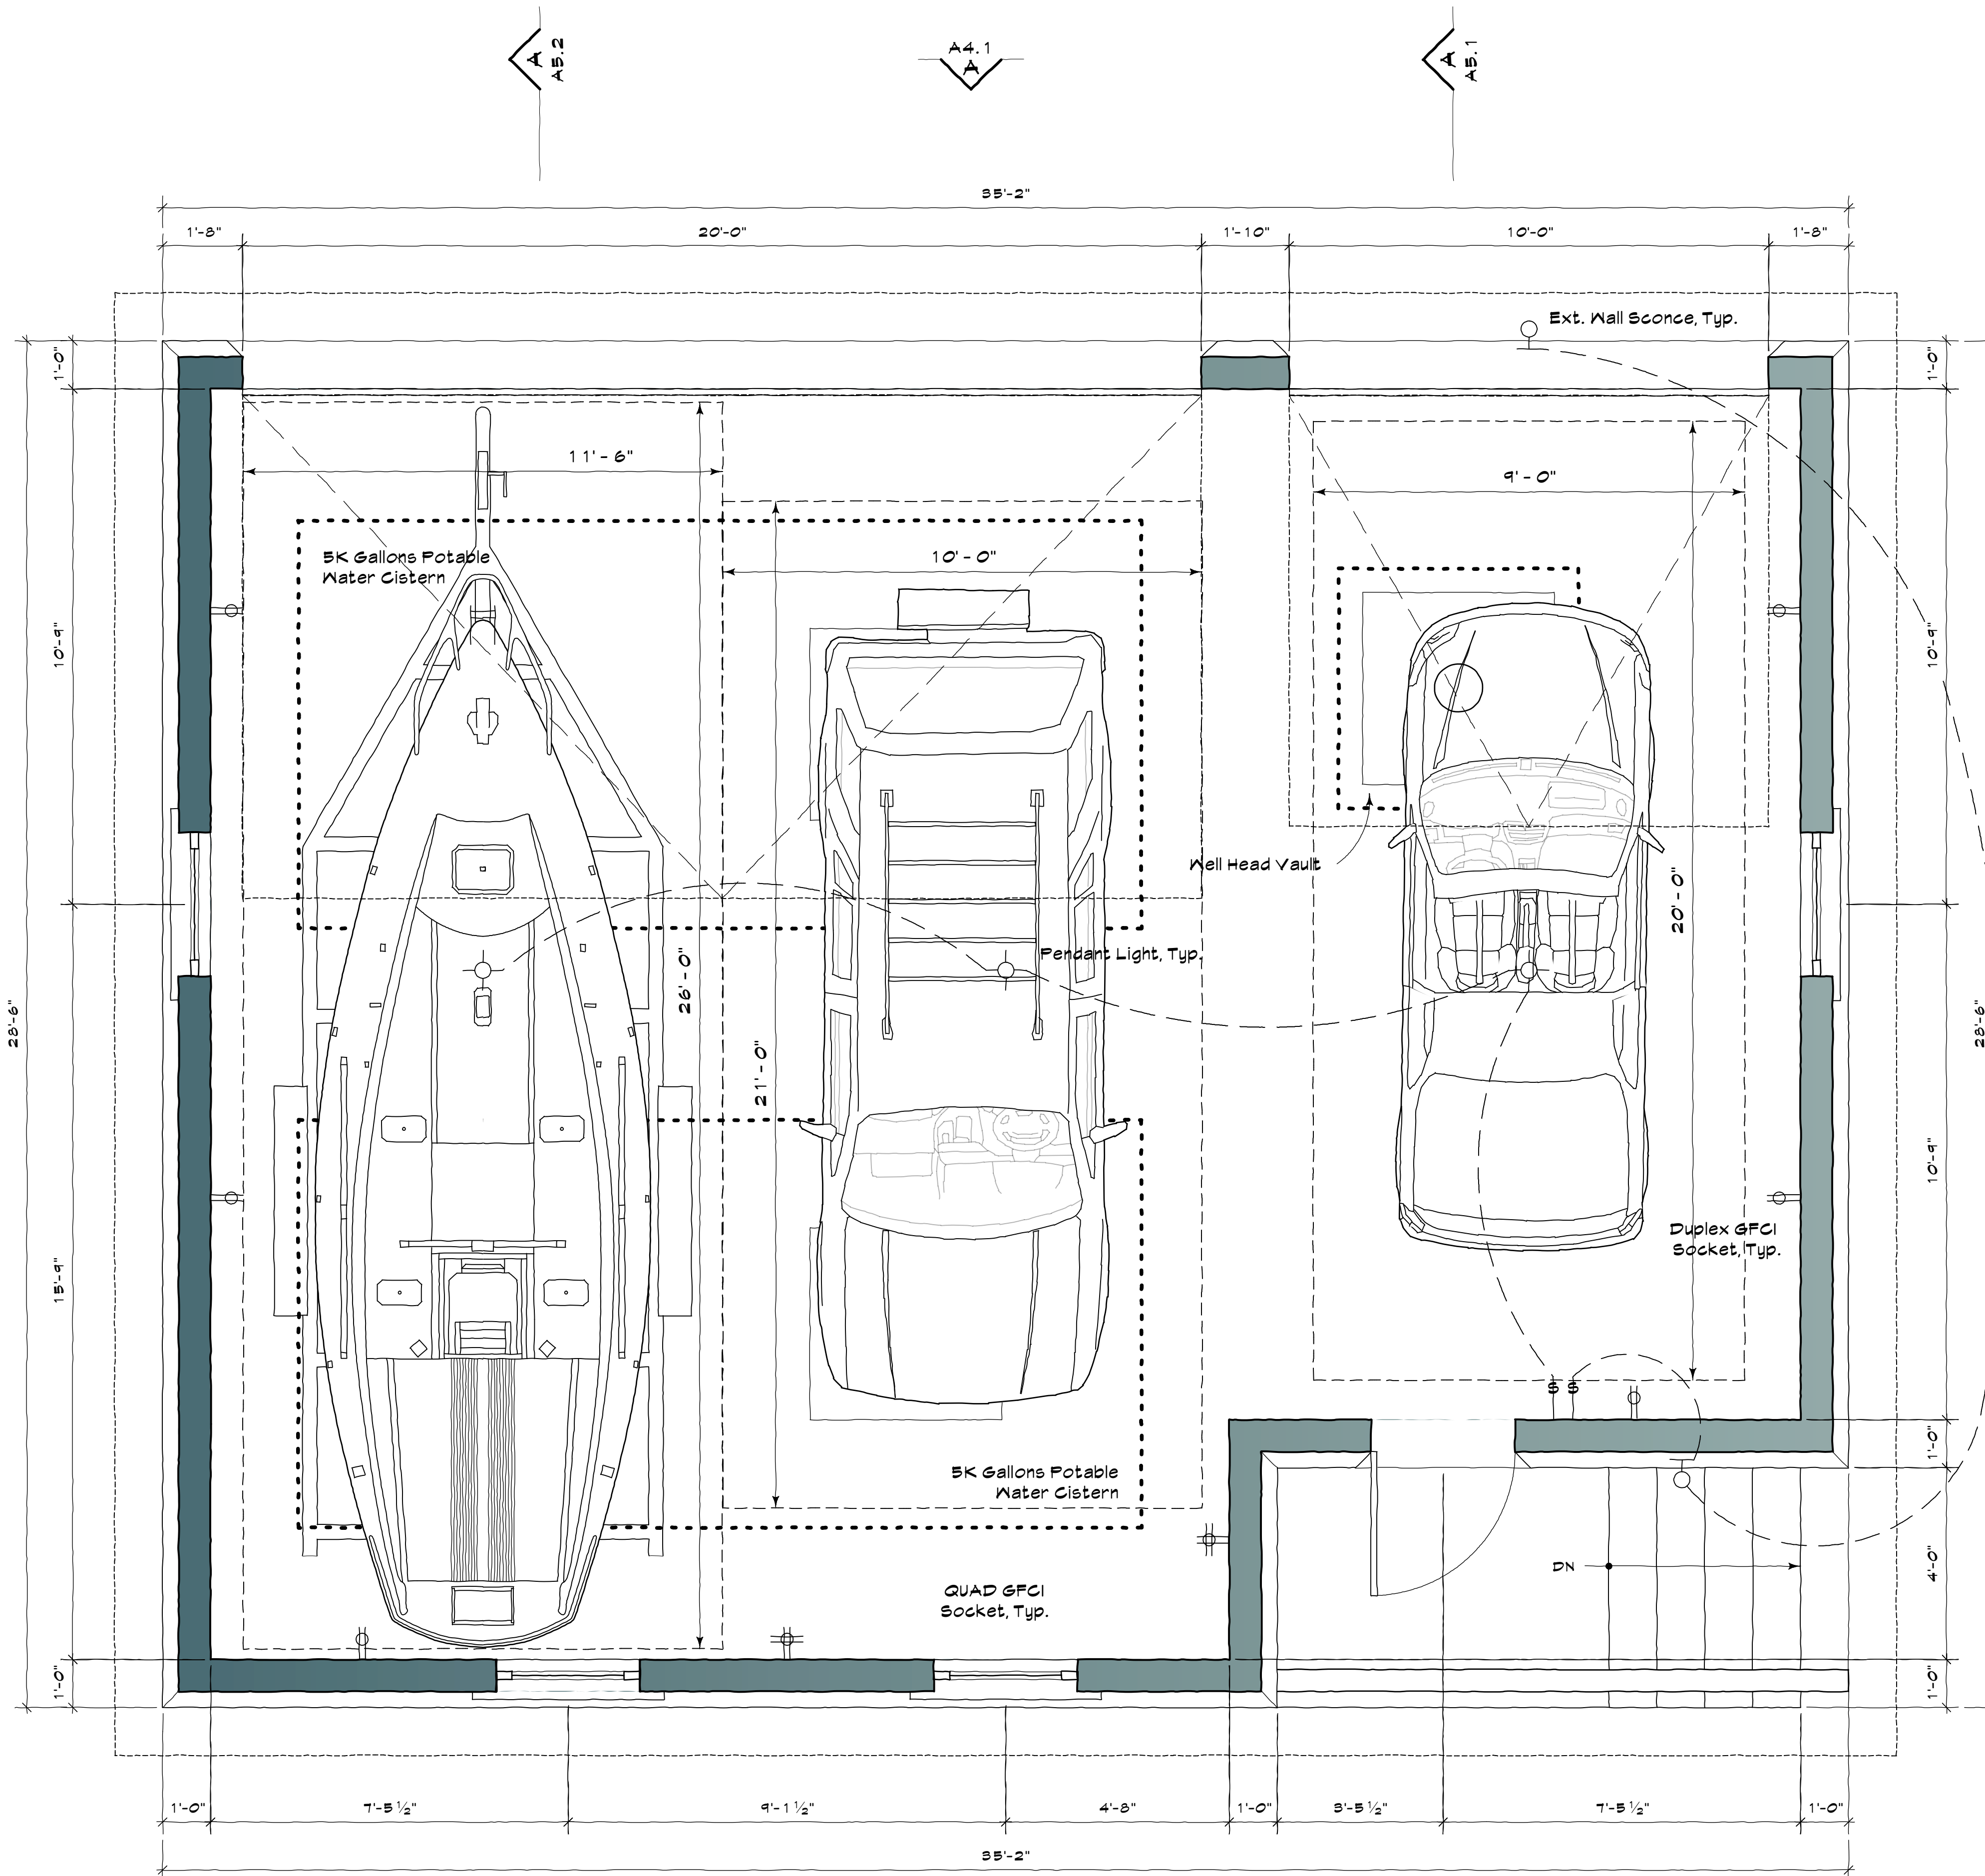 A
A5.2
A4.1
A
A
A5.1
35'-2"
1'-8"
20'-0"
1'-10"
10'-0"
1'-8"
Ext. Wall Sconce, Typ.
1'-0"
1'-0"
11'-6"
9'-0"
5K Gallons Potable
Water Cistern
10'-0"
10'-9"
10'-9"
Well Head Vault
20'-0"
Pendant Light, Typ.
26'-0"
28'-6"
28'-6"
21'-0"
10'-9"
Duplex GFCI
Socket, Typ.
15'-9"
S S
1'-0"
5K Gallons Potable
Water Cistern
DN
4'-0"
QUAD GFCI
Socket, Typ.
1'-0"
1'-0"
1'-0"
7'-5 ½"
9'-1 ½"
4'-8"
1'-0"
3'-5 ½"
7'-5 ½"
1'-0"
35'-2"